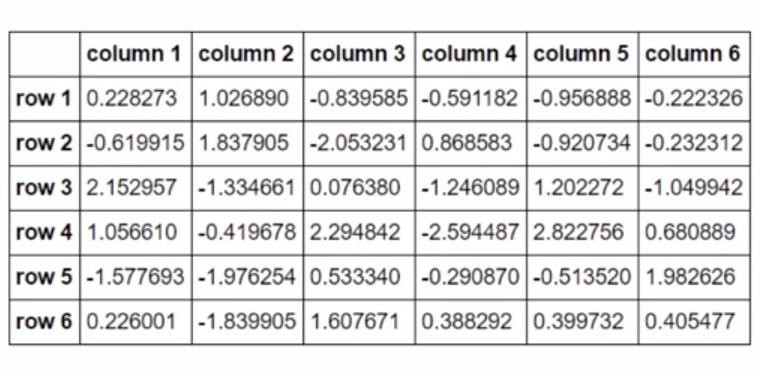 column 1 column 2 column 3 column 4 column 5 column 6
row 1 0.228273 1.026890 -0.839585 -0.591182 -0.956888 -0.222326
row 2 -0.619915 1.837905 -2.053231 0.868583 -0.920734 -0.232312
row 3 2.152957 -1.334661 0.076380 -1.246089 1.202272 -1.049942
row 4 1.056610 -0.419678 2.294842 -2.594487 2.822756 0.680889
row 5 -1.577693 -1.976254 0.533340 -0.290870 -0.513520 1.982626
row 6 0.226001 -1.839905 1.607671 0.388292 0.399732 0.405477